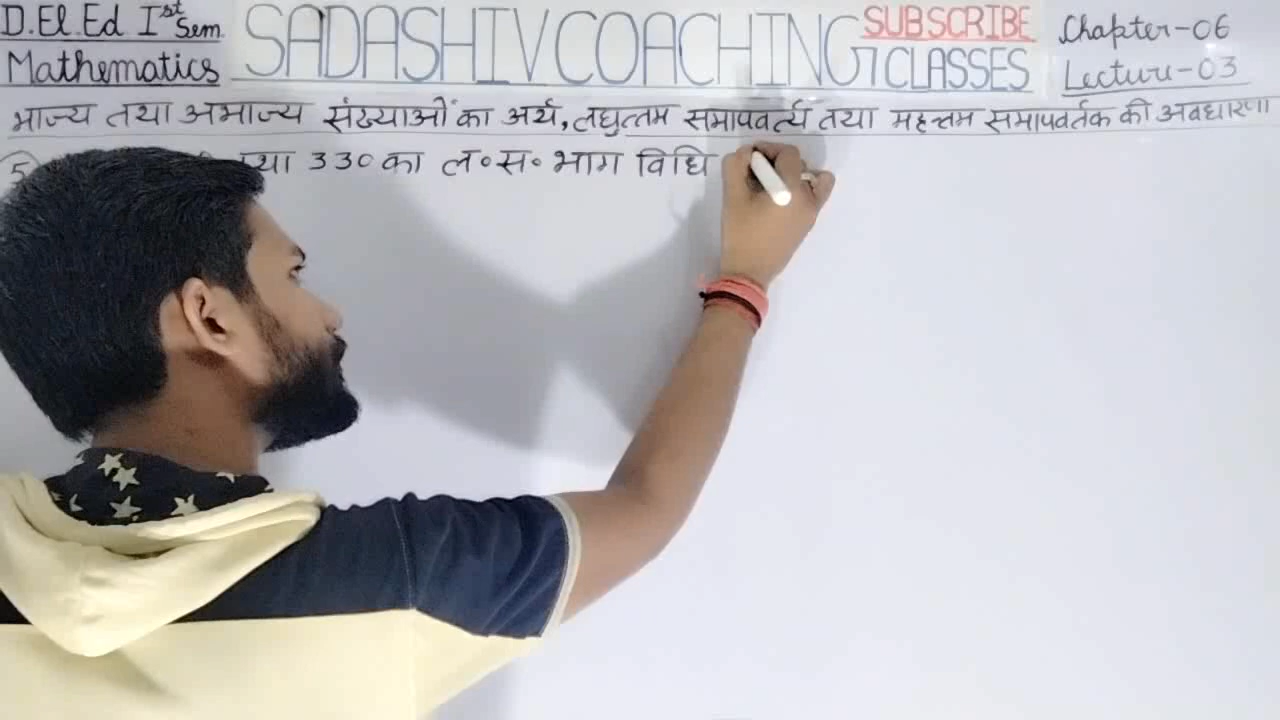 D.El.Ed Ist Sem.
Mathematics
SADASHIV COACHING CLASSES
SUBSCRIBE
Chapter-06
Lecture-03
भाज्य तथा अभाज्य संख्याओं का अर्थ, लघुत्तम समापवर्त्य तथा महत्तम समापवर्तक की अवधारणा
330 का ल॰स॰ भाग विधि